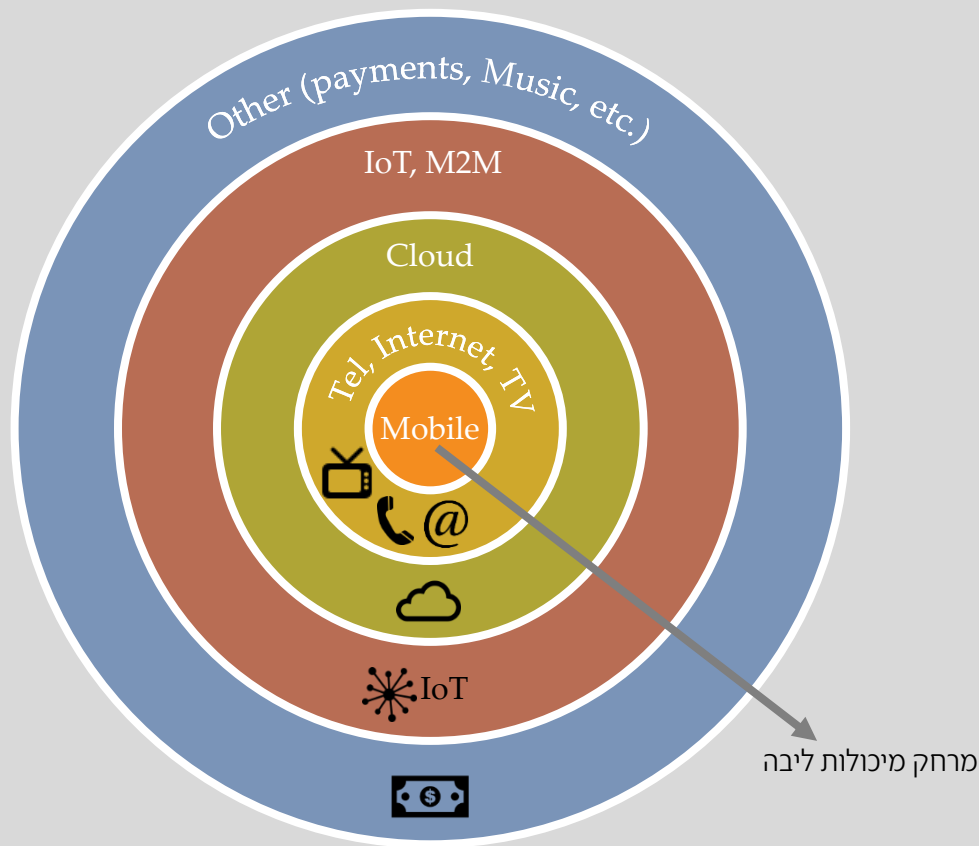 Other (payments, Music, etc.)
IoT, M2M
Cloud
Tel, Internet, TV
Mobile
@
IoT
מרחק מיכולות ליבה
$